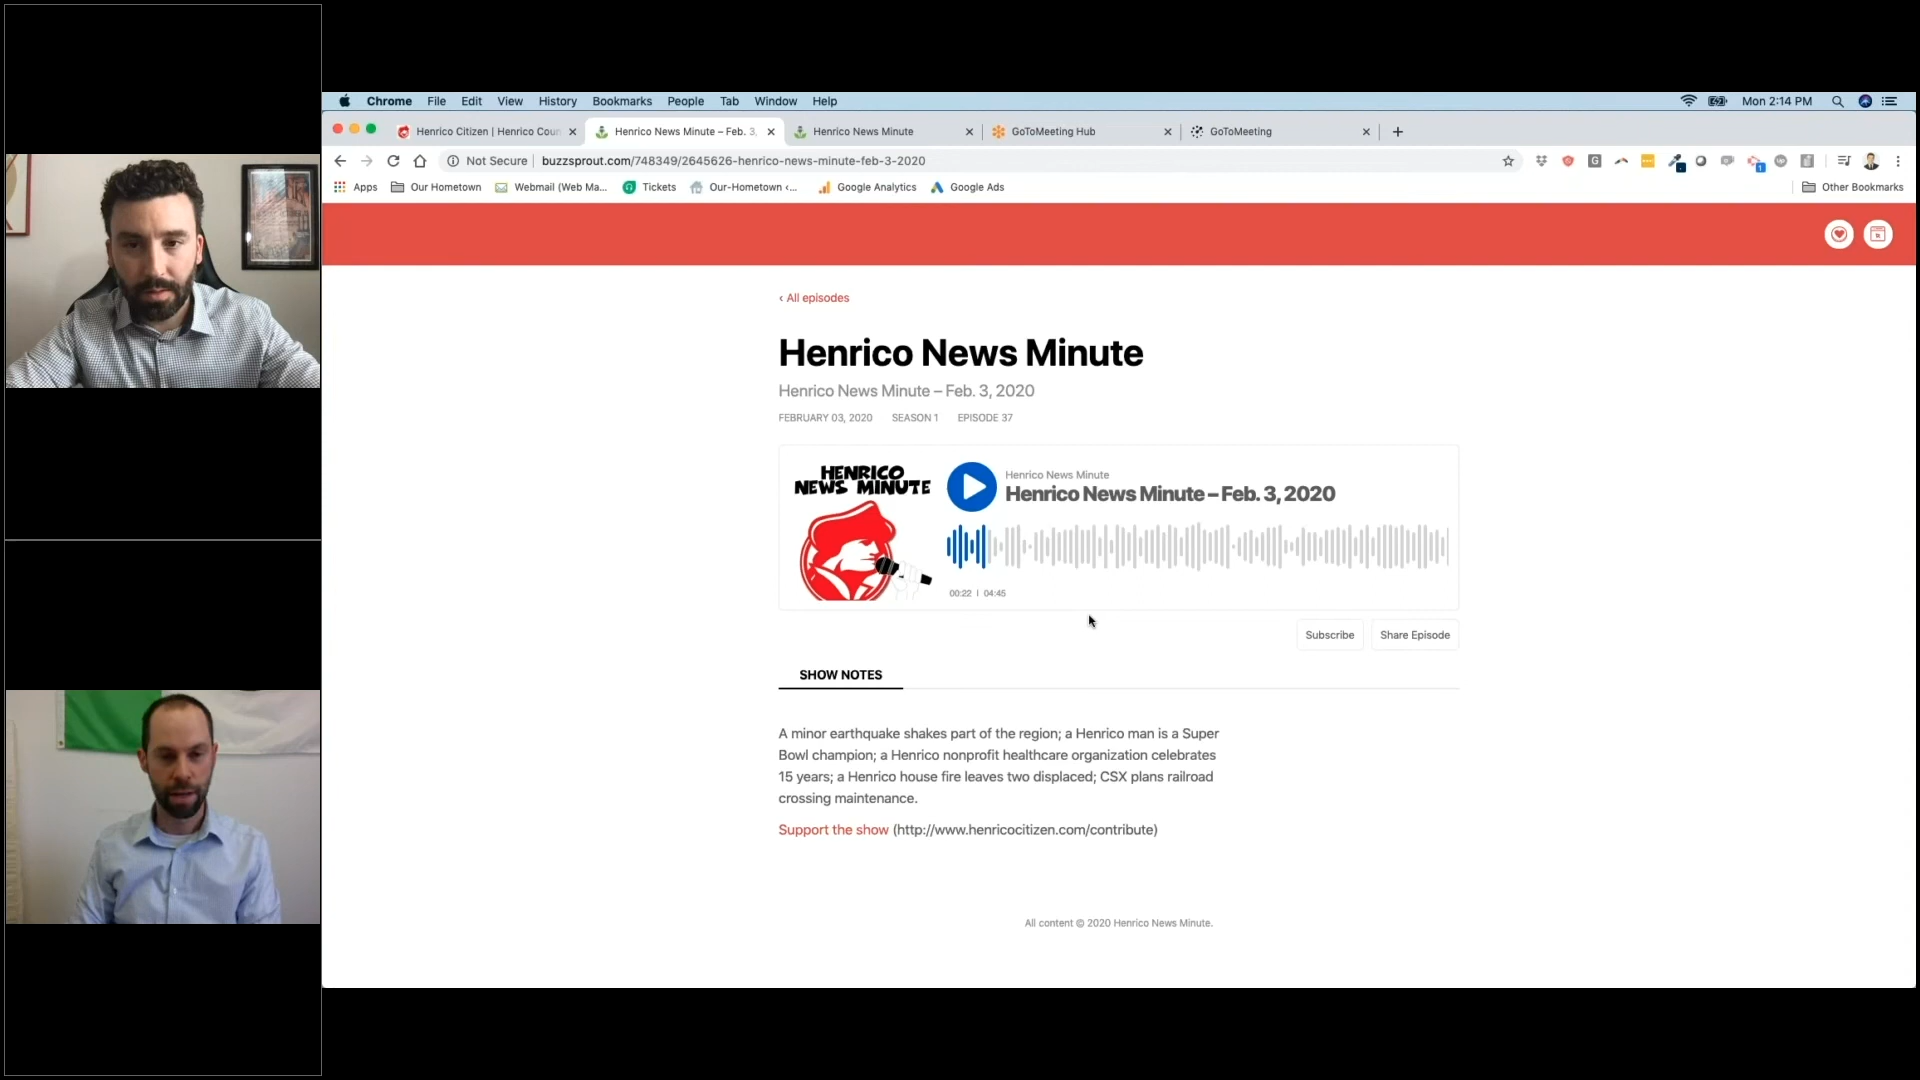 Chrome File Edit View History Bookmarks People Tab Window Help Mon 2:14 PM
Henrico Citizen | Henrico Coun Henrico News Minute – Feb. 3, Henrico News Minute GoToMeeting Hub GoToMeeting
Not Secure | buzzsprout.com/748349/2645626-henrico-news-minute-feb-3-2020
Apps Our Hometown Webmail (Web Ma... Tickets Our-Hometown ‹... Google Analytics Google Ads Other Bookmarks
‹ All episodes
Henrico News Minute
Henrico News Minute – Feb. 3, 2020
FEBRUARY 03, 2020 SEASON 1 EPISODE 37
HENRICO
NEWS MINUTE
Henrico News Minute
Henrico News Minute – Feb. 3, 2020
00:22 | 04:45
Subscribe Share Episode
SHOW NOTES
A minor earthquake shakes part of the region; a Henrico man is a Super
Bowl champion; a Henrico nonprofit healthcare organization celebrates
15 years; a Henrico house fire leaves two displaced; CSX plans railroad
crossing maintenance.
Support the show (http://www.henricocitizen.com/contribute)
All content © 2020 Henrico News Minute.